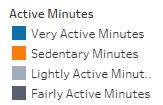 Active Minutes
Very Active Minutes
Sedentary Minutes
Lightly Active Minut..
Fairly Active Minutes